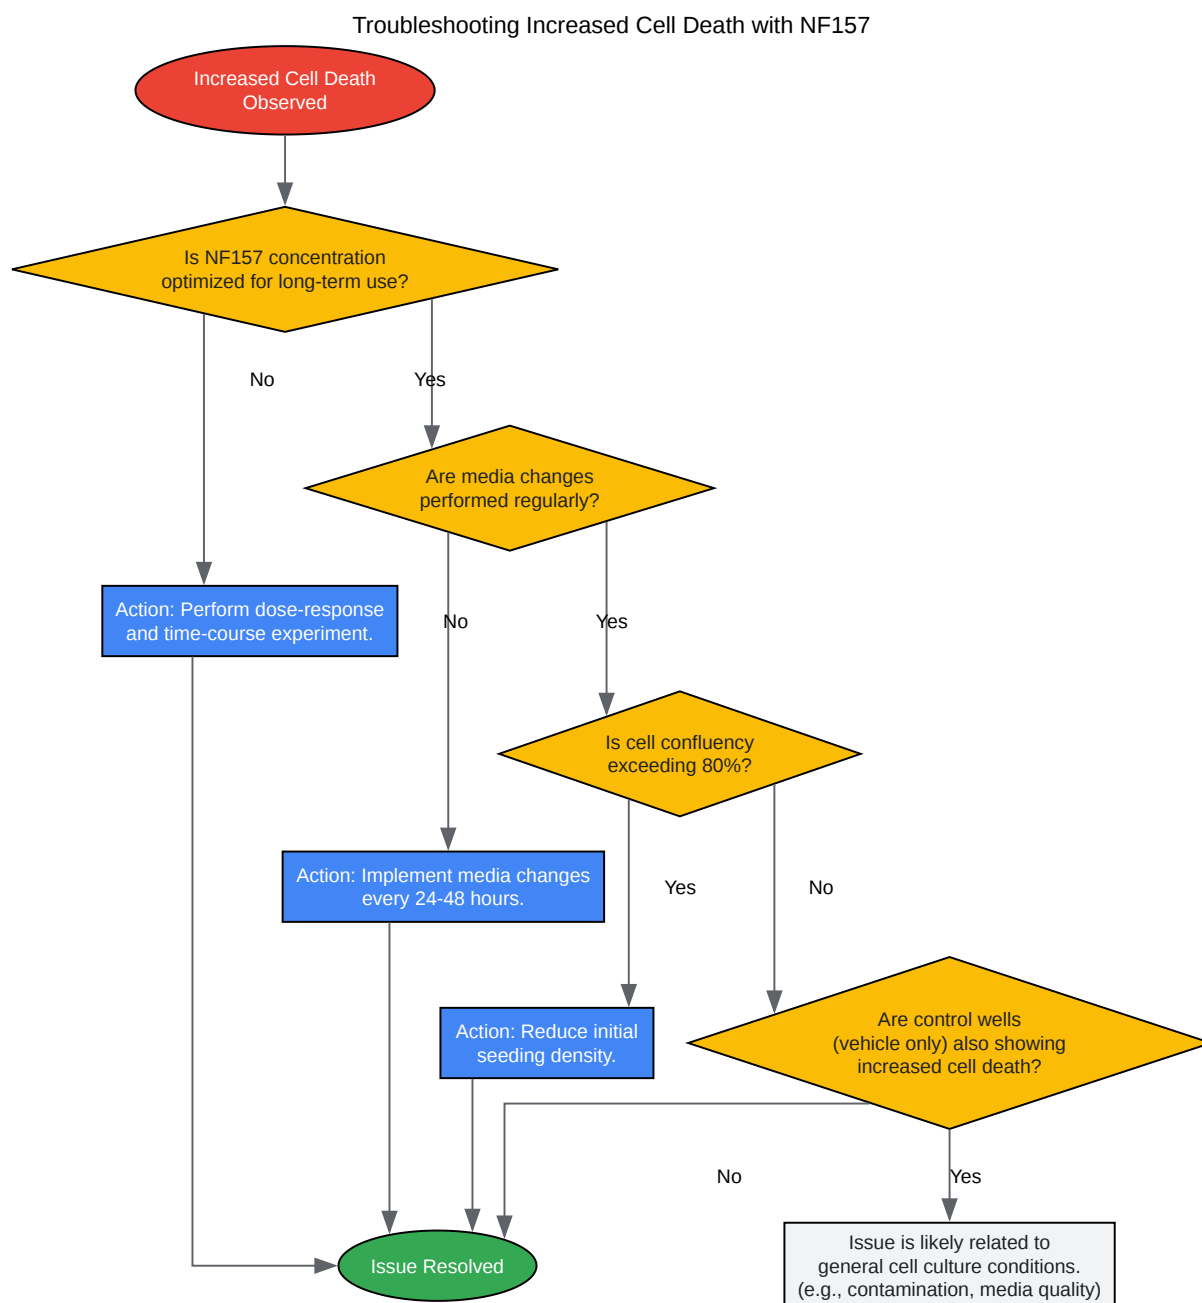 Troubleshooting Increased Cell Death with NF157
Increased Cell Death
Observed
Is NF157 concentration
optimized for long-term use?
No
Yes
Are media changes
performed regularly?
Action: Perform dose-response
and time-course experiment.
No
Yes
Is cell confluency
exceeding 80%?
Action: Implement media changes
every 24-48 hours.
Yes
No
Action: Reduce initial
seeding density.
Are control wells
(vehicle only) also showing
increased cell death?
No
Yes
Issue Resolved
Issue is likely related to
general cell culture conditions.
(e.g., contamination, media quality)